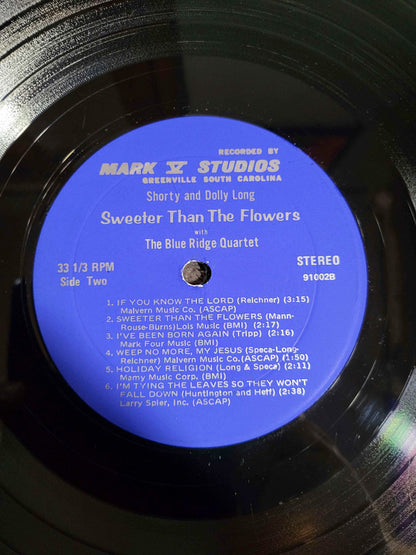 RECORDED BY
MARK V STUDIOS
GREENVILLE SOUTH CAROLINA
Shorty and Dolly Long
Sweeter Than The Flowers
with
The Blue Ridge Quartet
33 1/3 RPM
Side Two
STEREO
91002B
1. IF YOU KNOW THE LORD (Reichner) (3:15)
Malvern Music Co. (ASCAP)
2. SWEETER THAN THE FLOWERS (Mann-
Rouse-Burns) Lois Music (BMI) (2:17)
3. I'VE BEEN BORN AGAIN (Tripp) (2:16)
Mark Four Music (BMI)
4. WEEP NO MORE, MY JESUS (Speca-Long-
Reichner) Malvern Music Co. (ASCAP) (1:50)
5. HOLIDAY RELIGION (Long & Speca) (2:11)
Mamy Music Corp. (BMI)
6. I'M TYING THE LEAVES SO THEY WON'T
FALL DOWN (Huntington and Heff) (2:38)
Larry Spier, Inc. (ASCAP)